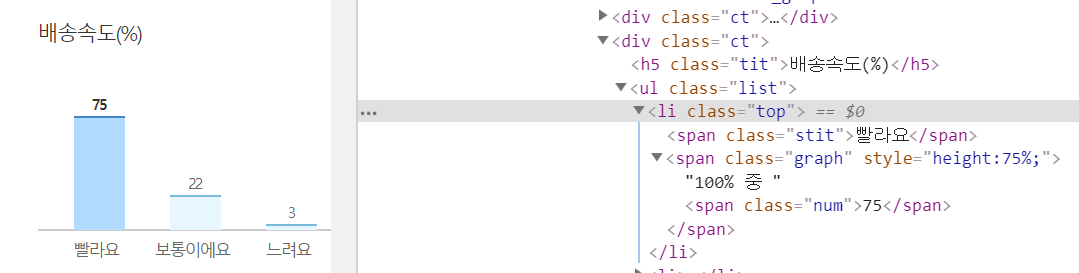 배송속도(%)
75
22
3
빨라요 보통이에요 느려요
<div class="ct">…</div>
<div class="ct">
<h5 class="tit">배송속도(%)</h5>
<ul class="list">
… <li class="top"> == $0
<span class="stit">빨라요</span>
<span class="graph" style="height:75%;">
"100% 중 "
<span class="num">75</span>
</span>
</li>